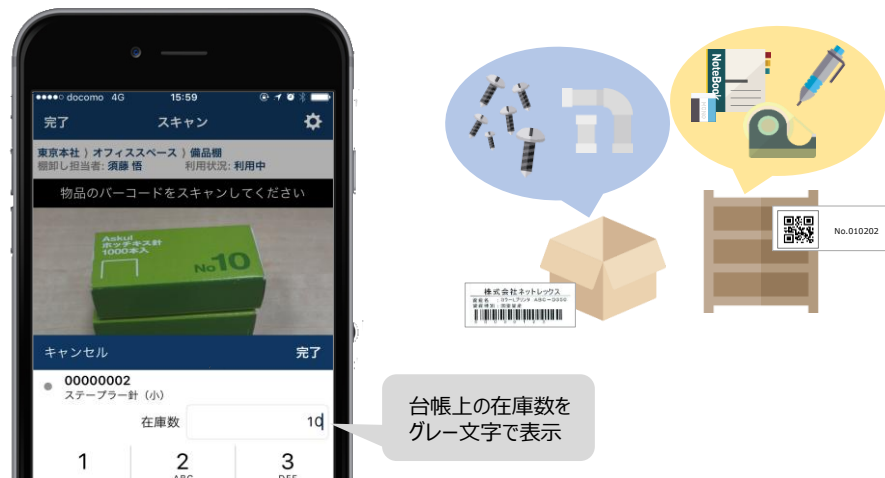 docomo 4G 15:59
完了 スキャン
東京本社 ⟩ オフィススペース ⟩ 備品棚
棚卸し担当者: 須藤 悟 利用状況: 利用中
物品のバーコードをスキャンしてください
Askul
ホッチキス針
1000本入
No10
キャンセル 完了
00000002
ステープラー針（小）
在庫数 10
1 2 3
ABC DEF
台帳上の在庫数を
グレー文字で表示
NoteBook
株式会社ネットレックス
No.010202